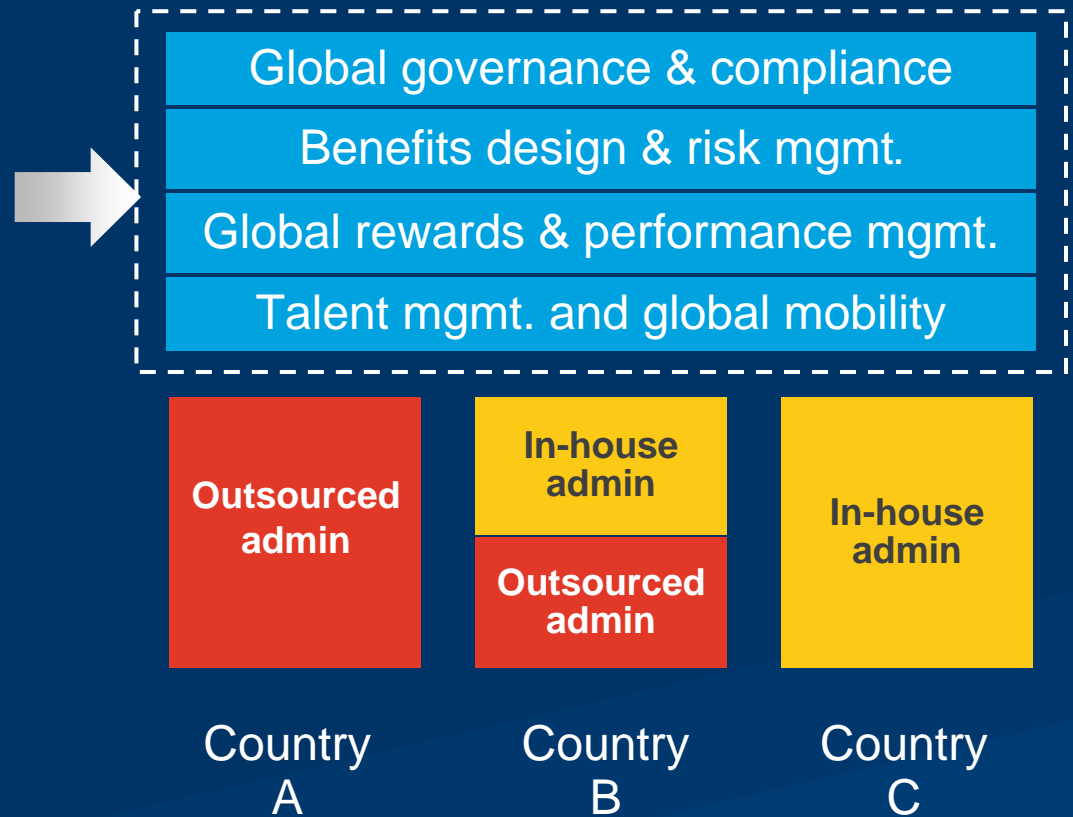 Global governance & compliance
Benefits design & risk mgmt.
Global rewards & performance mgmt.
Talent mgmt. and global mobility
Outsourced
admin
In-house
admin
Outsourced
admin
In-house
admin
Country
A
Country
B
Country
C